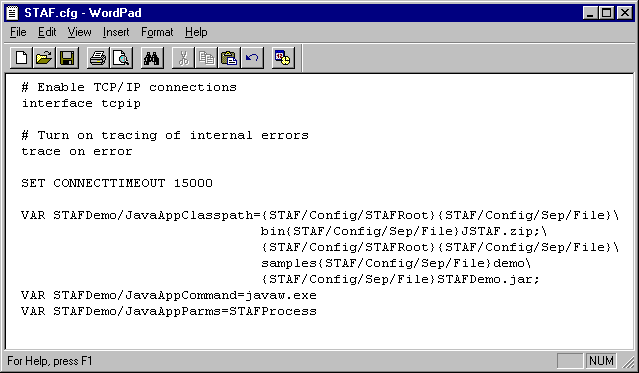 STAF.cfg - WordPad
File Edit View Insert Format Help
# Enable TCP/IP connections
interface tcpip
# Turn on tracing of internal errors
trace on error
SET CONNECTTIMEOUT 15000
VAR STAFDemo/JavaAppClasspath={STAF/Config/STAFRoot}{STAF/Config/Sep/File}\
bin{STAF/Config/Sep/File}JSTAF.zip;\
{STAF/Config/STAFRoot}{STAF/Config/Sep/File}\
samples{STAF/Config/Sep/File}demo\
{STAF/Config/Sep/File}STAFDemo.jar;
VAR STAFDemo/JavaAppCommand=javaw.exe
VAR STAFDemo/JavaAppParms=STAFProcess
For Help, press F1 NUM